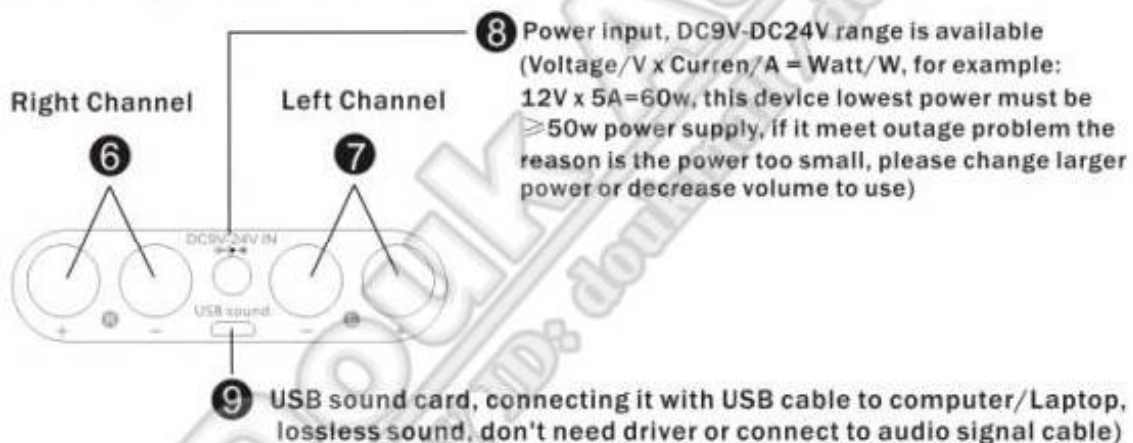 8 Power input, DC9V-DC24V range is available
(Voltage/V x Curren/A = Watt/W, for example:
12V x 5A=60w, this device lowest power must be
≥50w power supply, if it meet outage problem the
reason is the power too small, please change larger
power or decrease volume to use)
Right Channel Left Channel
6 7
DC9V-24V IN
USB sound
+ R - - L +
9 USB sound card, connecting it with USB cable to computer/Laptop,
lossless sound, don't need driver or connect to audio signal cable)